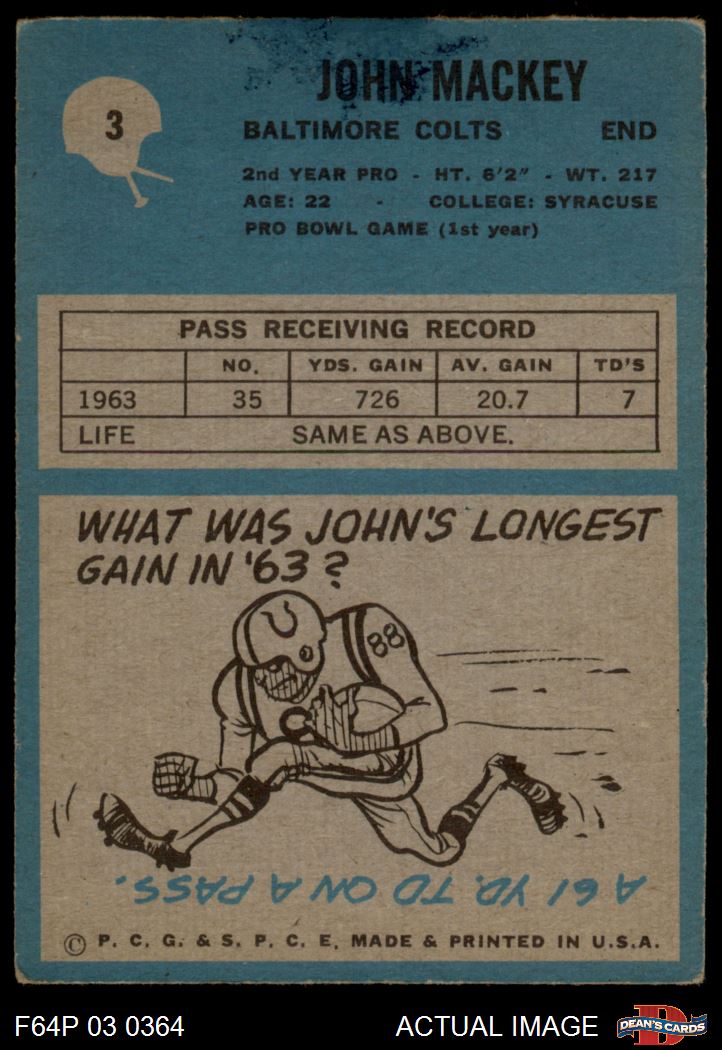 JOHN MACKEY
3
BALTIMORE COLTS END
2nd YEAR PRO - HT. 6'2" - WT. 217
AGE: 22 - COLLEGE: SYRACUSE
PRO BOWL GAME (1st year)
PASS RECEIVING RECORD
NO. YDS. GAIN AV. GAIN TD'S
1963 35 726 20.7 7
LIFE SAME AS ABOVE.
WHAT WAS JOHN'S LONGEST
GAIN IN '63?
88
A 61 YD. TD ON A PASS.
© P. C. G. & S. P. C. E. MADE & PRINTED IN U.S.A.
F64P 03 0364 ACTUAL IMAGE
D
DEAN'S CARDS